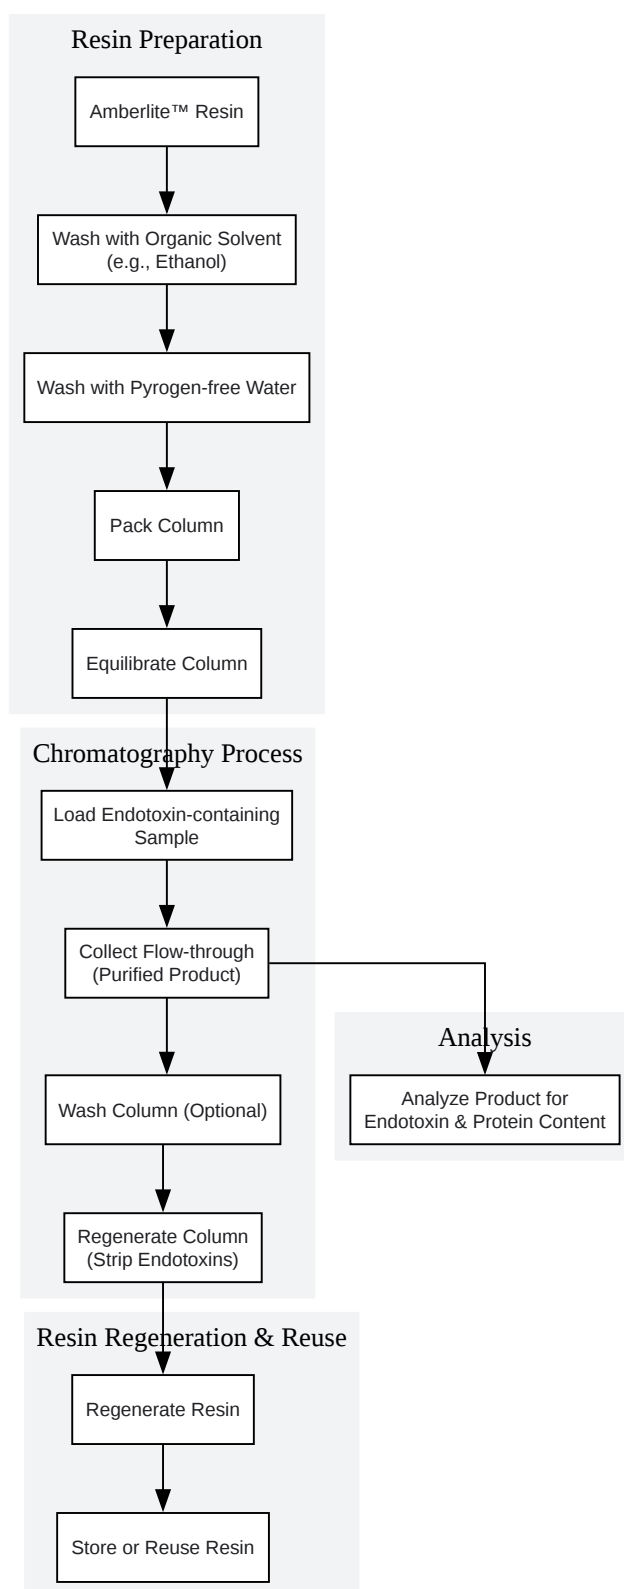 Resin Preparation
Amberlite™ Resin
Wash with Organic Solvent
(e.g., Ethanol)
Wash with Pyrogen-free Water
Pack Column
Equilibrate Column
Chromatography Process
Load Endotoxin-containing
Sample
Collect Flow-through
(Purified Product)
Analysis
Wash Column (Optional)
Analyze Product for
Endotoxin & Protein Content
Regenerate Column
(Strip Endotoxins)
Resin Regeneration & Reuse
Regenerate Resin
Store or Reuse Resin